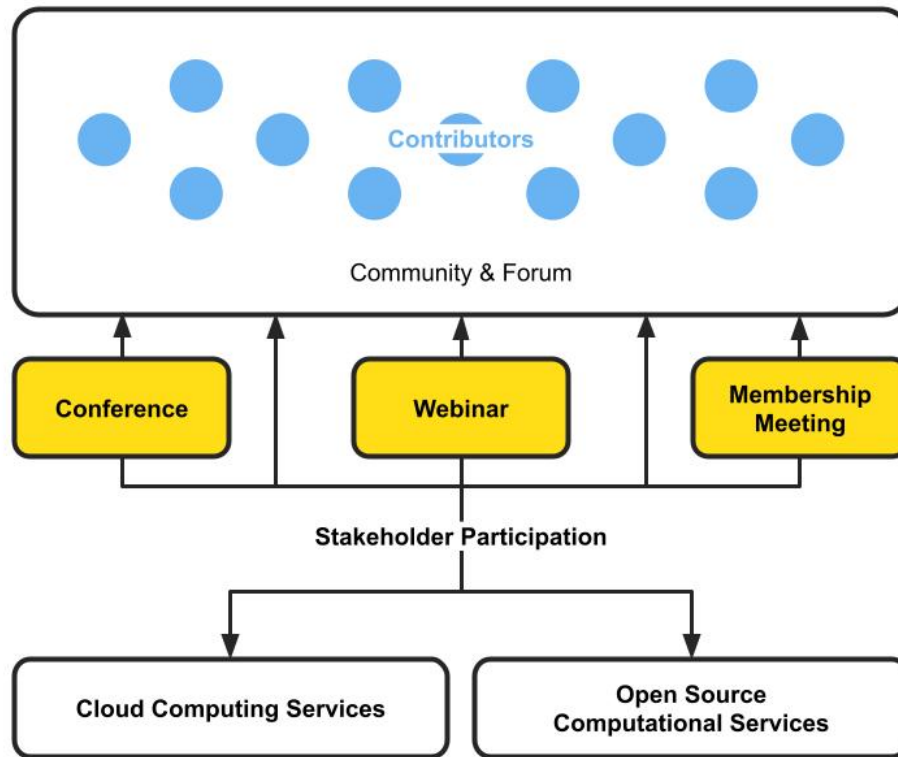 Contributors
Community & Forum
Conference
Webinar
Membership
Meeting
Stakeholder Participation
Cloud Computing Services
Open Source
Computational Services